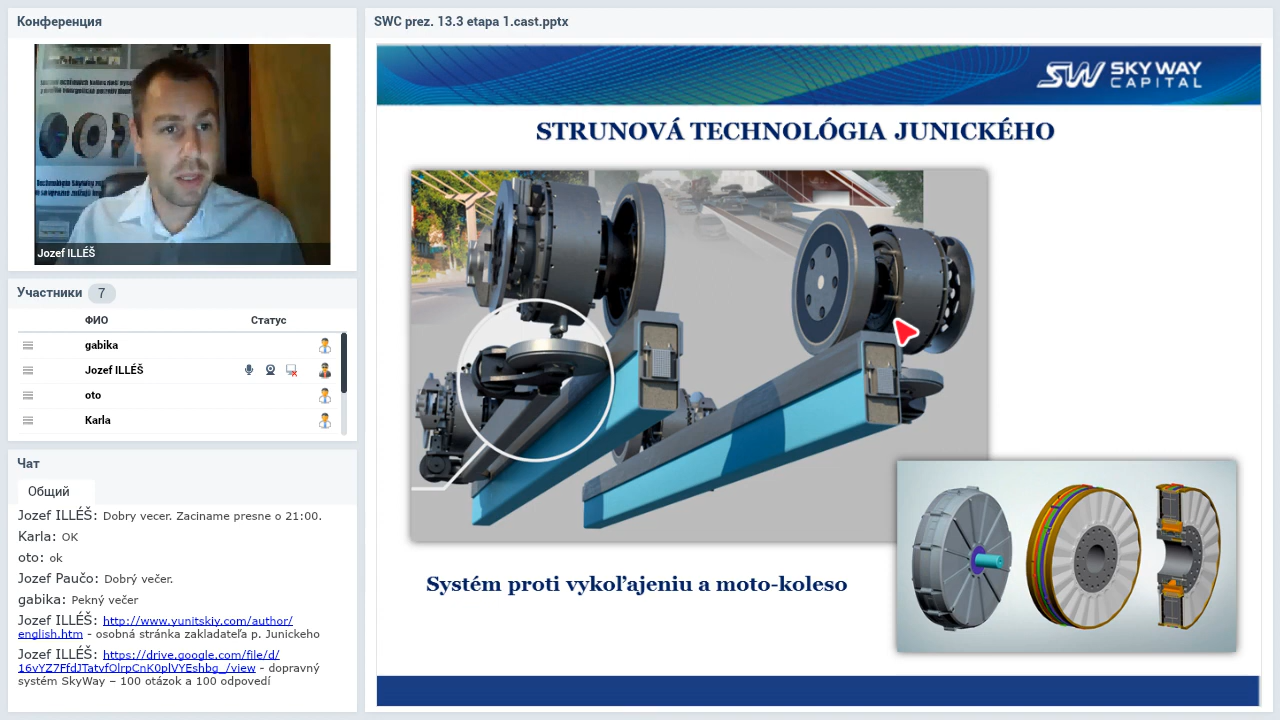 Конференция
Jozef ILLÉŠ
Участники 7
ФИО Статус
gabika
Jozef ILLÉŠ
oto
Karla
Чат
Общий
Jozef ILLÉŠ: Dobry vecer. Zaciname presne o 21:00.
Karla: OK
oto: ok
Jozef Paučo: Dobrý večer.
gabika: Pekný večer
Jozef ILLÉŠ: http://www.yunitskiy.com/author/
english.htm - osobná stránka zakladateľa p. Junickeho
Jozef ILLÉŠ: https://drive.google.com/file/d/
16vYZ7FfdJTatvfOlrpCnK0plVYEshbg_/view - dopravný
systém SkyWay – 100 otázok a 100 odpovedí
SWC prez. 13.3 etapa 1.cast.pptx
SW SKY WAY
CAPITAL
STRUNOVÁ TECHNOLÓGIA JUNICKÉHO
Systém proti vykoľajeniu a moto-koleso